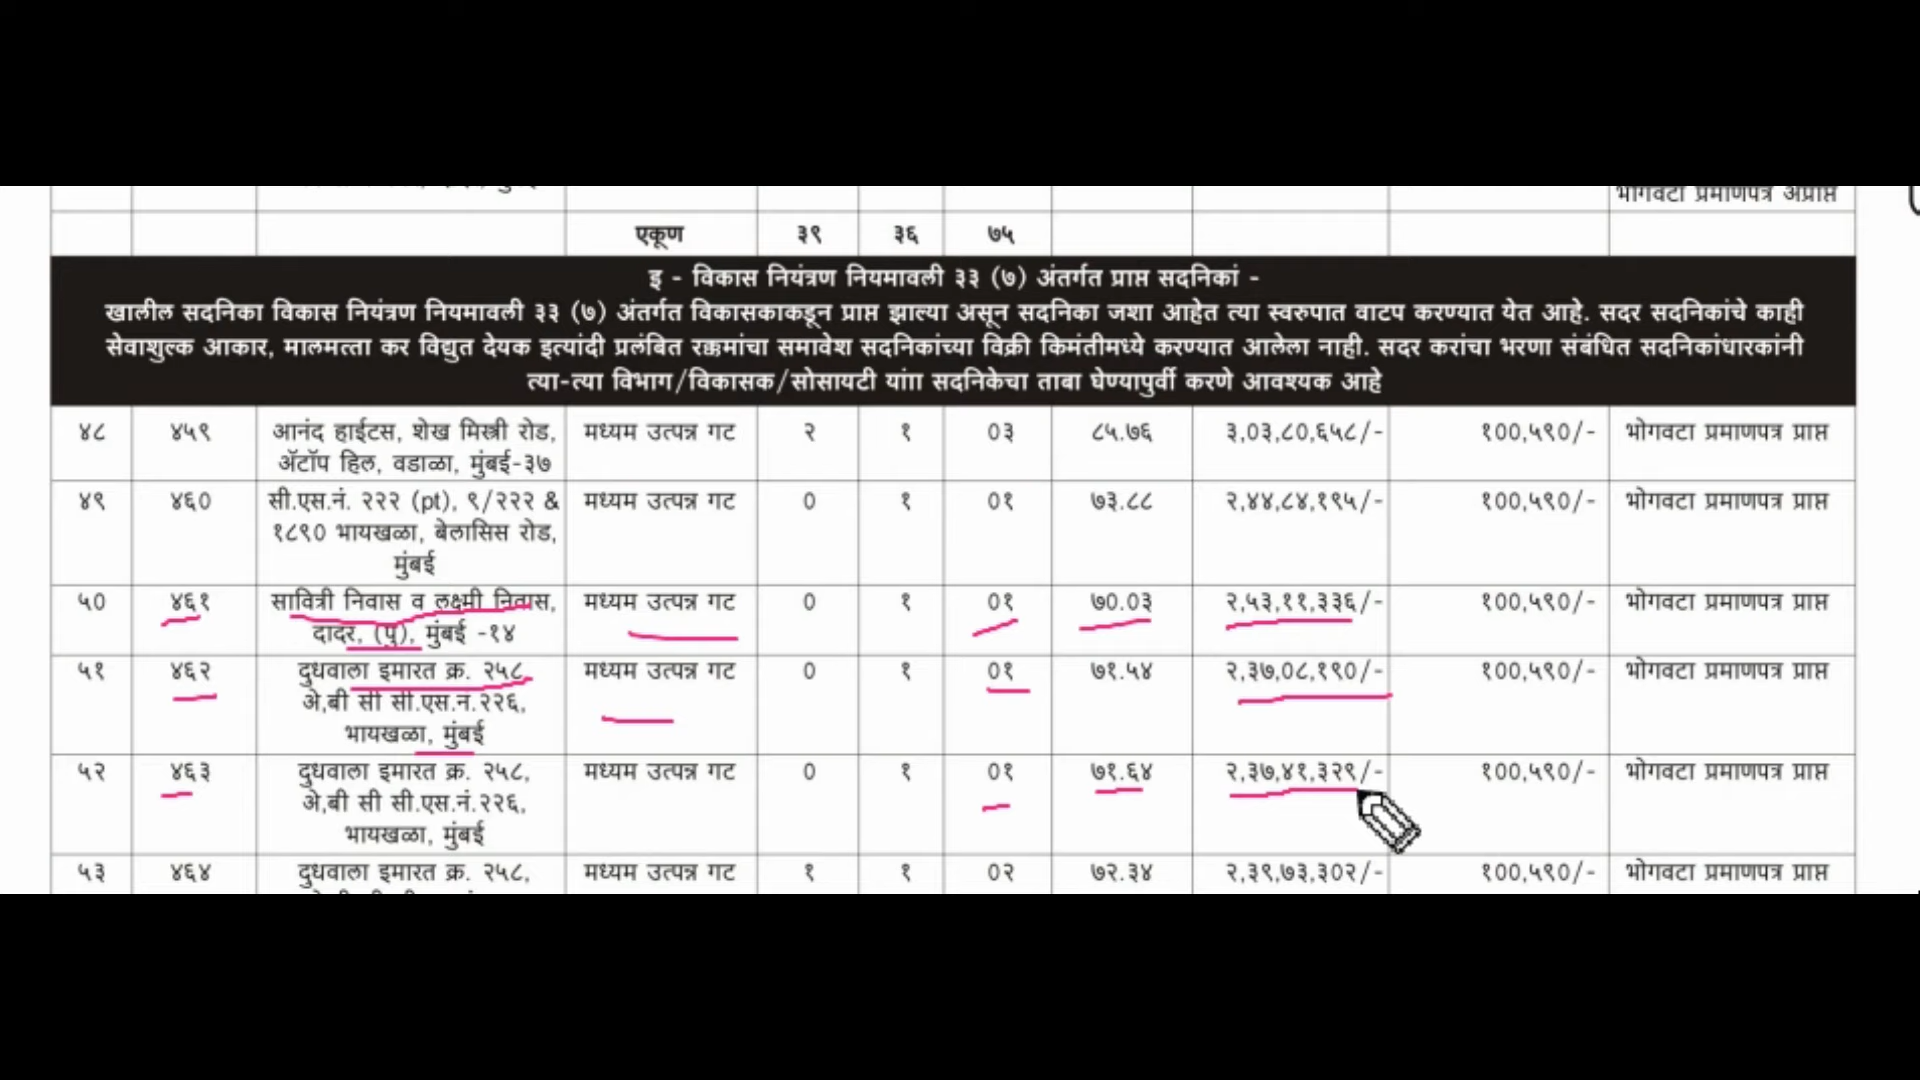 भोगवटा प्रमाणपत्र अप्राप्त
एकूण ३९ ३६ ७५
इ - विकास नियंत्रण नियमावली ३३ (७) अंतर्गत प्राप्त सदनिकां -
खालील सदनिका विकास नियंत्रण नियमावली ३३ (७) अंतर्गत विकासकाकडून प्राप्त झाल्या असून सदनिका जशा आहेत त्या स्वरुपात वाटप करण्यात येत आहे. सदर सदनिकांचे काही
सेवाशुल्क आकार, मालमत्ता कर विद्युत देयक इत्यांदी प्रलंबित रक्कमांचा समावेश सदनिकांच्या विक्री किमंतीमध्ये करण्यात आलेला नाही. सदर करांचा भरणा संबंधित सदनिकांधारकांनी
त्या-त्या विभाग/विकासक/सोसायटी यांाा सदनिकेचा ताबा घेण्यापुर्वी करणे आवश्यक आहे
४८ ४५९ आनंद हाईटस, शेख मिस्त्री रोड, मध्यम उत्पन्न गट २ १ ०३ ८५.७६ ३,०३,८०,६५८/- १००,५९०/- भोगवटा प्रमाणपत्र प्राप्त
ॲटॉप हिल, वडाळा, मुंबई-३७
४९ ४६० सी.एस.नं. २२२ (pt), ९/२२२ & मध्यम उत्पन्न गट ० १ ०१ ७३.८८ २,४४,८४,१९५/- १००,५९०/- भोगवटा प्रमाणपत्र प्राप्त
१८९० भायखळा, बेलासिस रोड,
मुंबई
५० ४६१ सावित्री निवास व लक्ष्मी निवास, मध्यम उत्पन्न गट ० १ ०१ ७०.०३ २,५३,११,३३६/- १००,५९०/- भोगवटा प्रमाणपत्र प्राप्त
दादर, (पु), मुंबई -१४
५१ ४६२ दुधवाला इमारत क्र. २५८, मध्यम उत्पन्न गट ० १ ०१ ७१.५४ २,३७,०८,१९०/- १००,५९०/- भोगवटा प्रमाणपत्र प्राप्त
अे,बी सी सी.एस.नं.२२६,
भायखळा, मुंबई
५२ ४६३ दुधवाला इमारत क्र. २५८, मध्यम उत्पन्न गट ० १ ०१ ७१.६४ २,३७,४१,३२९/- १००,५९०/- भोगवटा प्रमाणपत्र प्राप्त
अे,बी सी सी.एस.नं.२२६,
भायखळा, मुंबई
५३ ४६४ दुधवाला इमारत क्र. २५८, मध्यम उत्पन्न गट १ १ ०२ ७२.३४ २,३९,७३,३०२/- १००,५९०/- भोगवटा प्रमाणपत्र प्राप्त